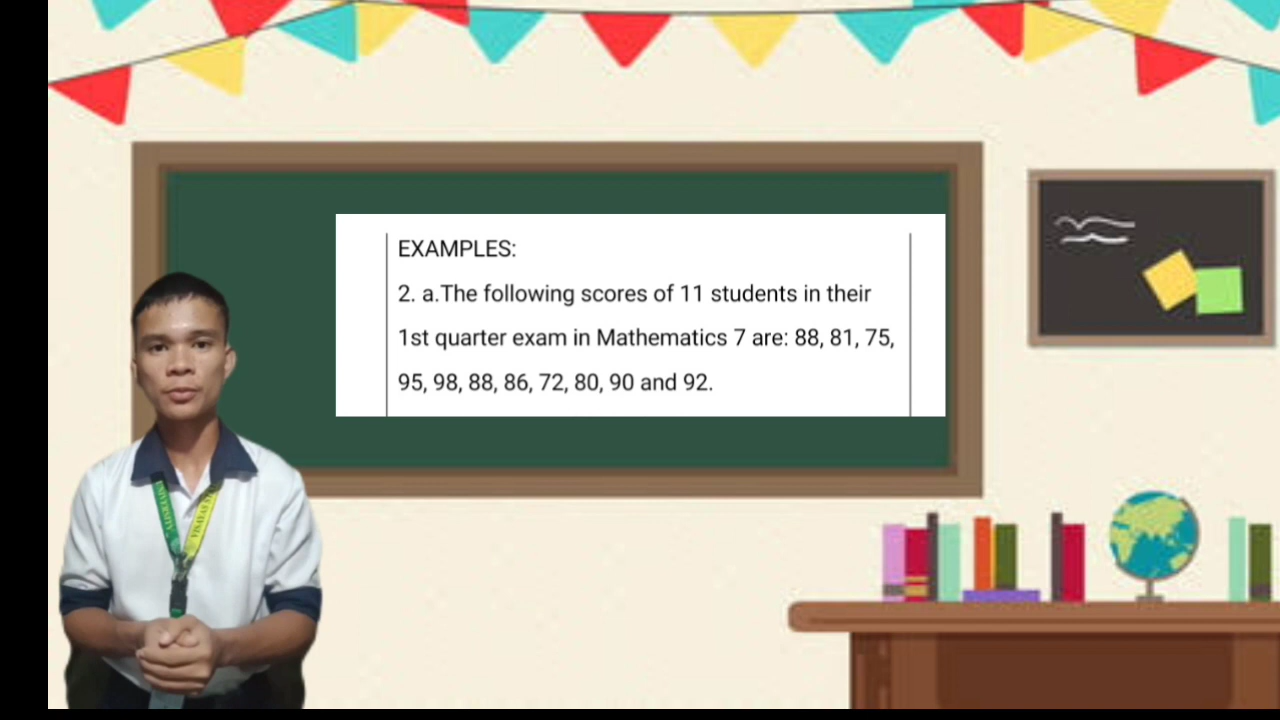 EXAMPLES:
2. a.The following scores of 11 students in their
1st quarter exam in Mathematics 7 are: 88, 81, 75,
95, 98, 88, 86, 72, 80, 90 and 92.
UNIVERSITY